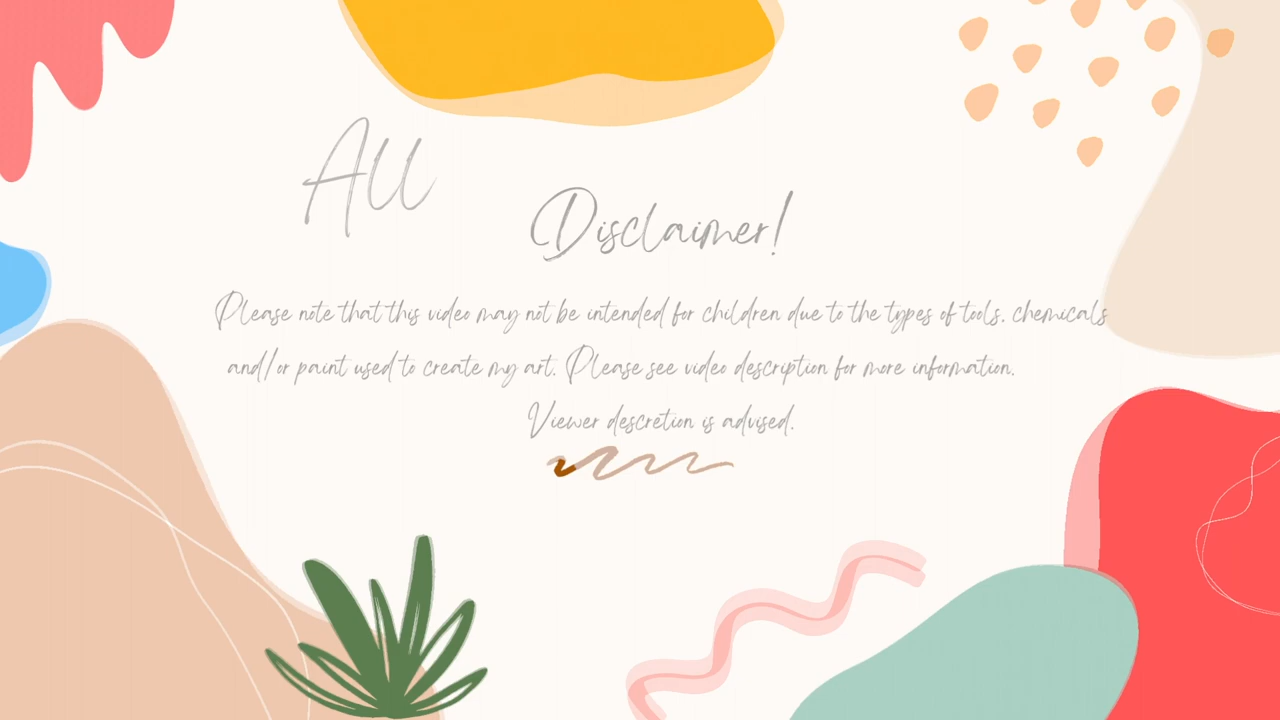 All
Disclaimer!
Please note that this video may not be intended for children due to the types of tools. chemicals
and/or paint used to create my art. Please see video description for more information.
Viewer descretion is advised.